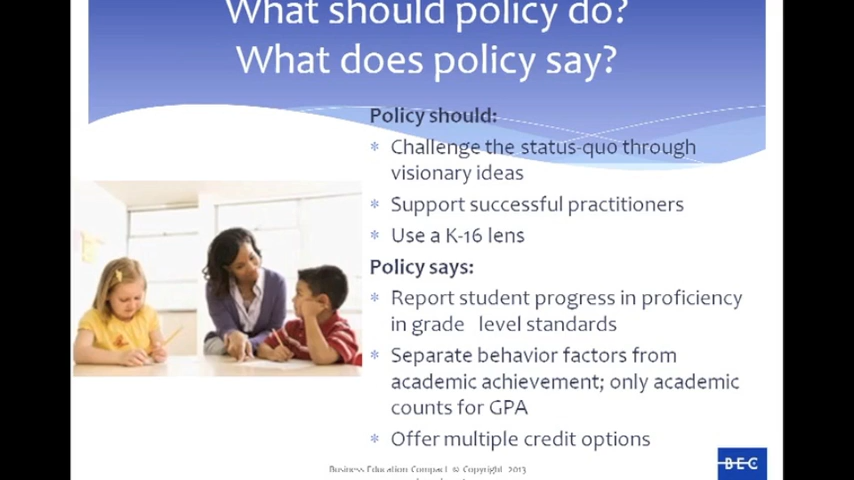 What should policy do?
What does policy say?
Policy should:
* Challenge the status-quo through
visionary ideas
* Support successful practitioners
* Use a K-16 lens
Policy says:
* Report student progress in proficiency
in grade level standards
* Separate behavior factors from
academic achievement; only academic
counts for GPA
* Offer multiple credit options
Business Education Compact © Copyright 2013
BEC